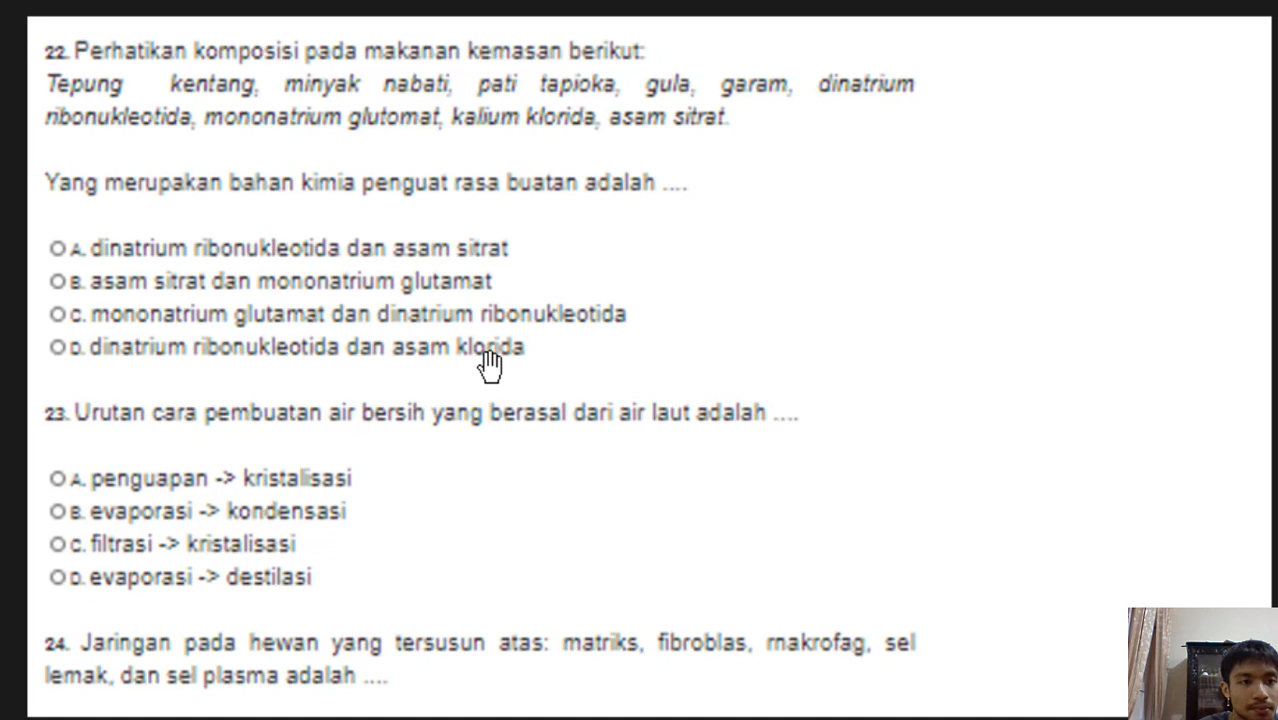 22. Perhatikan komposisi pada makanan kemasan berikut:
Tepung kentang, minyak nabati, pati tapioka, gula, garam, dinatrium
ribonukleotida, mononatrium glutomat, kalium klorida, asam sitrat.
Yang merupakan bahan kimia penguat rasa buatan adalah ....
A. dinatrium ribonukleotida dan asam sitrat
B. asam sitrat dan mononatrium glutamat
C. mononatrium glutamat dan dinatrium ribonukleotida
D. dinatrium ribonukleotida dan asam klorida
23. Urutan cara pembuatan air bersih yang berasal dari air laut adalah ....
A. penguapan -> kristalisasi
B. evaporasi -> kondensasi
C. filtrasi -> kristalisasi
D. evaporasi -> destilasi
24. Jaringan pada hewan yang tersusun atas: matriks, fibroblas, rnakrofag, sel
lemak, dan sel plasma adalah ....